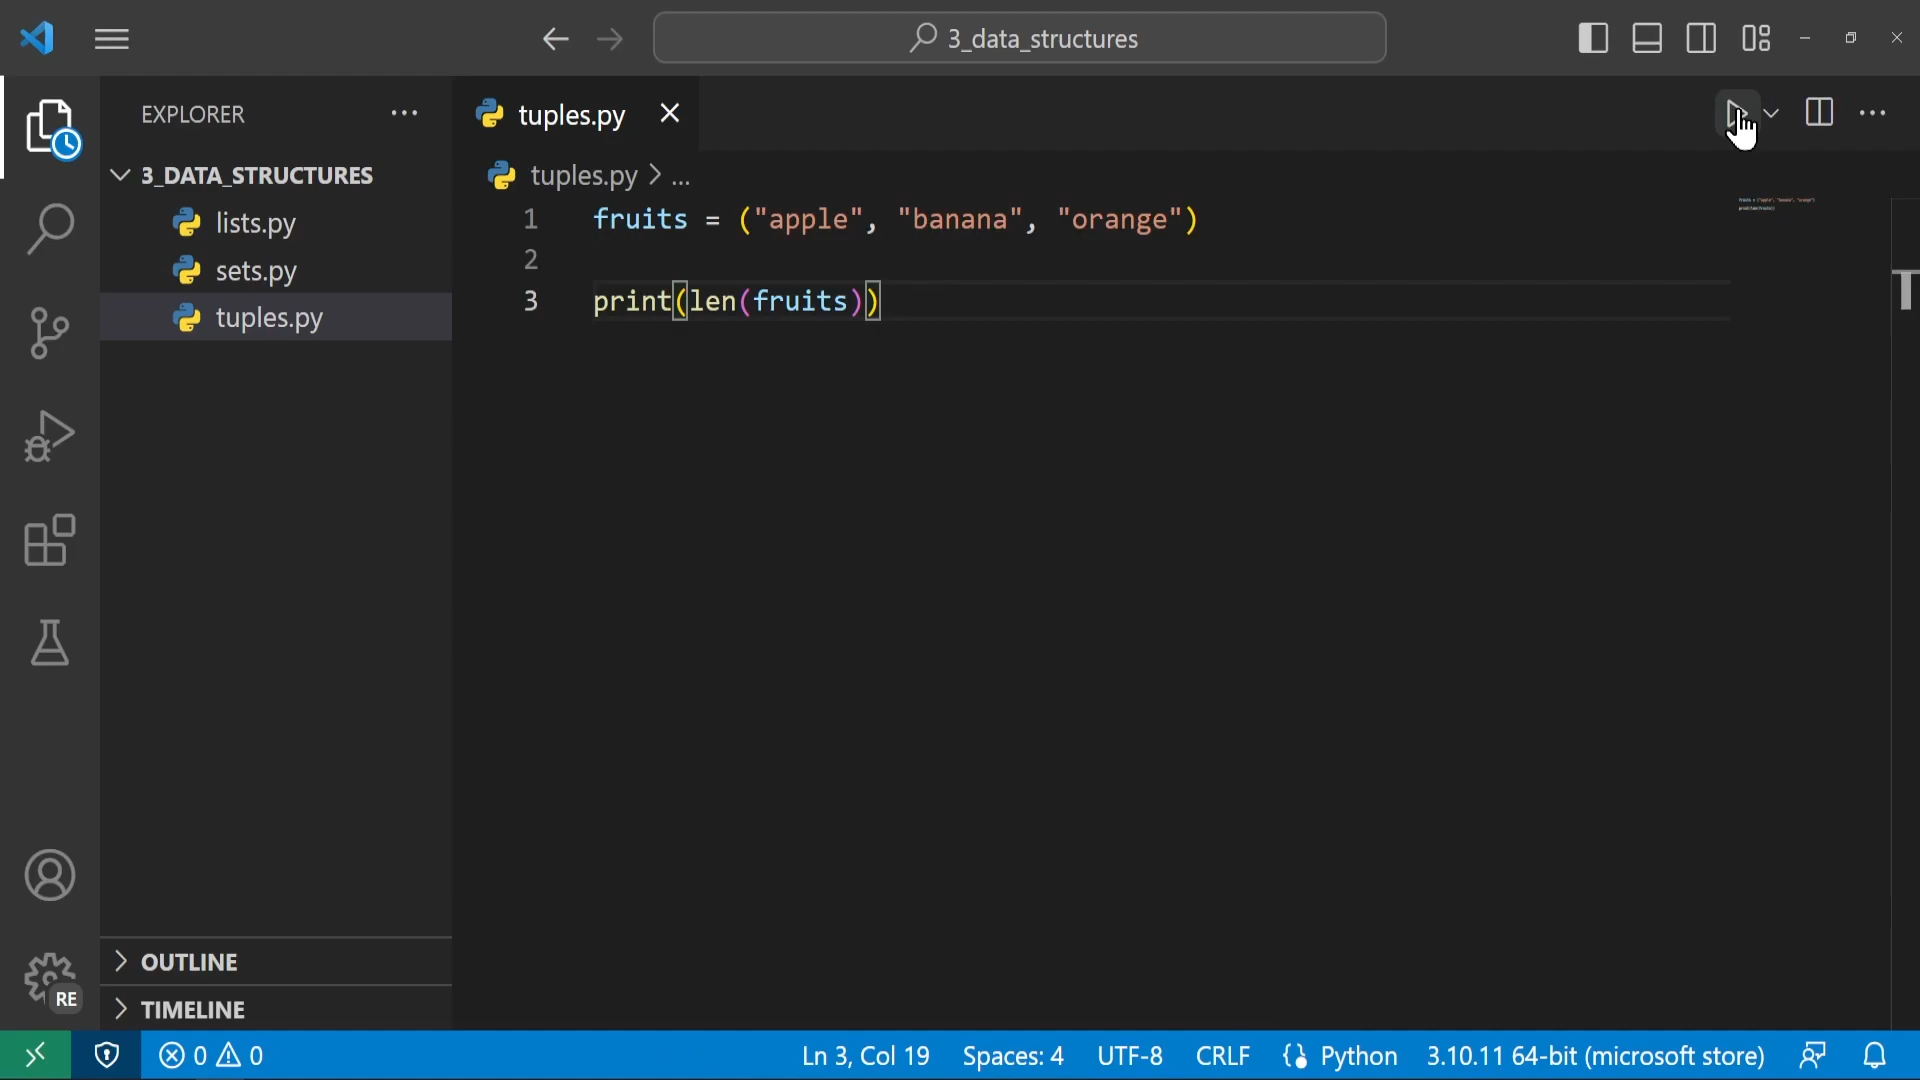 3_data_structures
EXPLORER
3_DATA_STRUCTURES
lists.py
sets.py
tuples.py
OUTLINE
TIMELINE
RE
tuples.py
tuples.py > ...
1 fruits = ("apple", "banana", "orange")
2
3 print(len(fruits))
0 0
Ln 3, Col 19
Spaces: 4
UTF-8
CRLF
Python
3.10.11 64-bit (microsoft store)